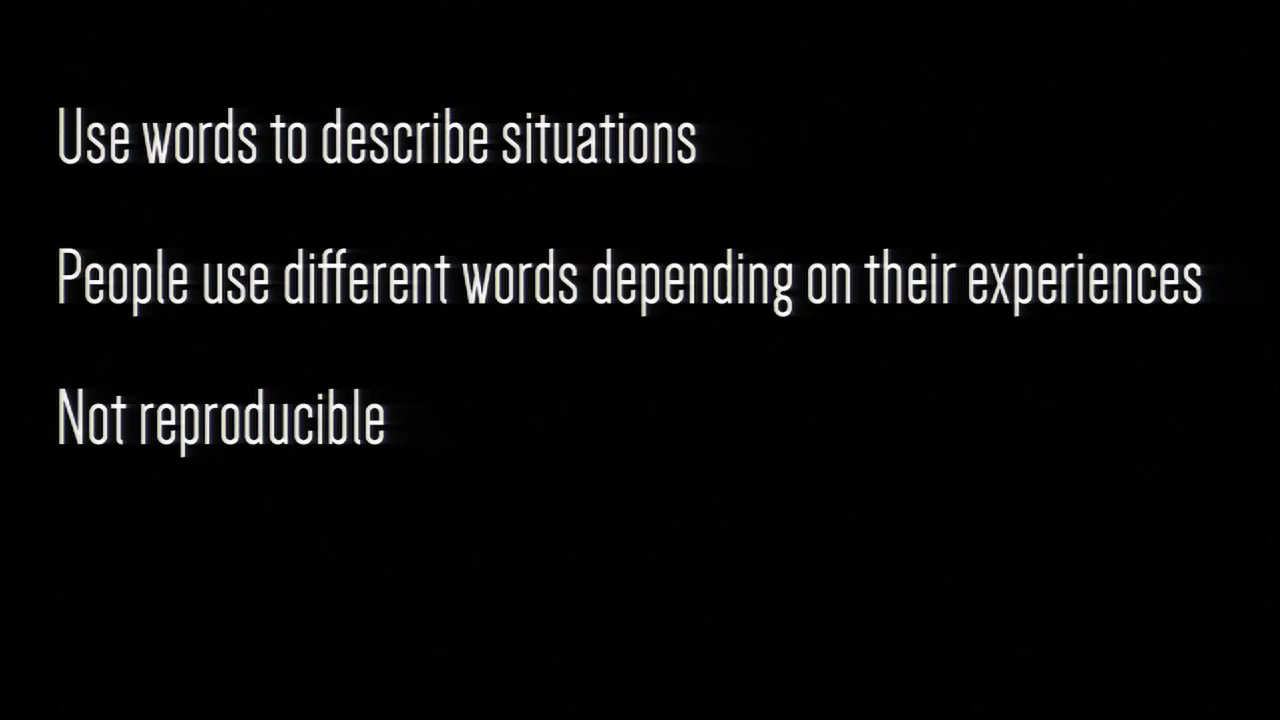 Use words to describe situations
People use different words depending on their experiences
Not reproducible